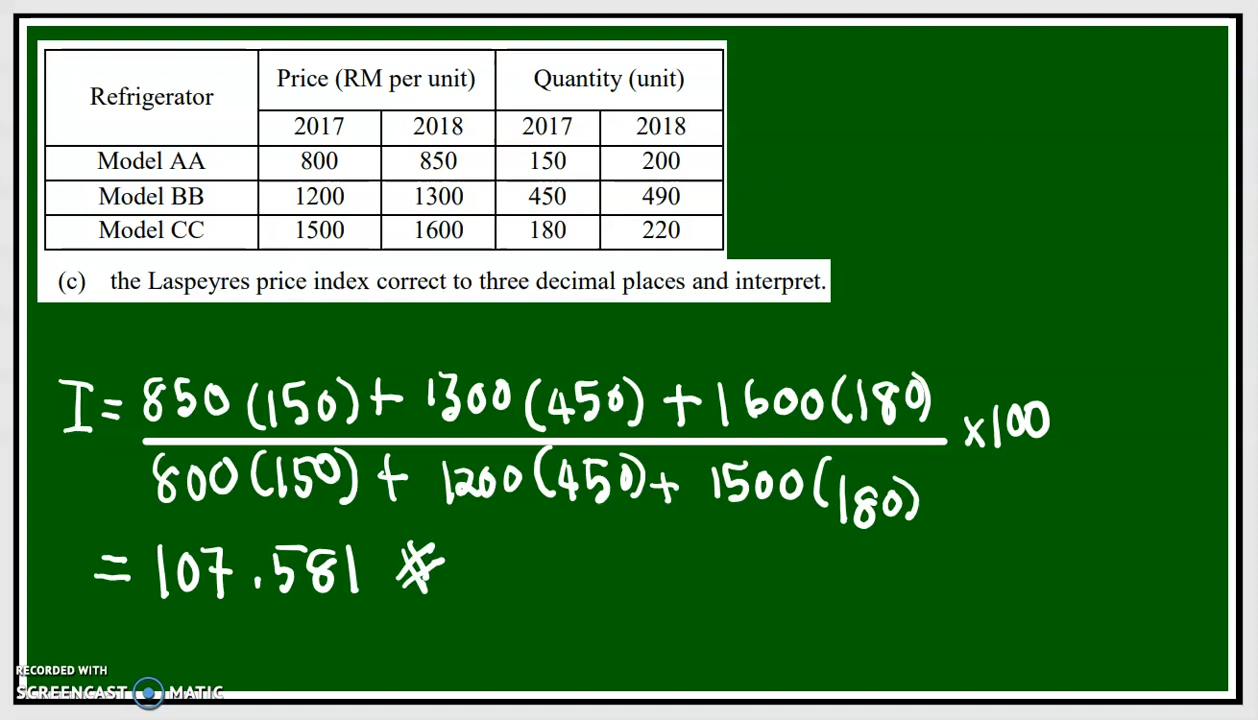 Refrigerator Price (RM per unit) Quantity (unit)
2017 2018 2017 2018
Model AA 800 850 150 200
Model BB 1200 1300 450 490
Model CC 1500 1600 180 220
(c) the Laspeyres price index correct to three decimal places and interpret.
I = 850 (150) + 1300 (450) + 1600 (180)
x100
800 (150) + 1200 (450) + 1500 (180)
= 107.581 #
RECORDED WITH
SCREENCAST MATIC